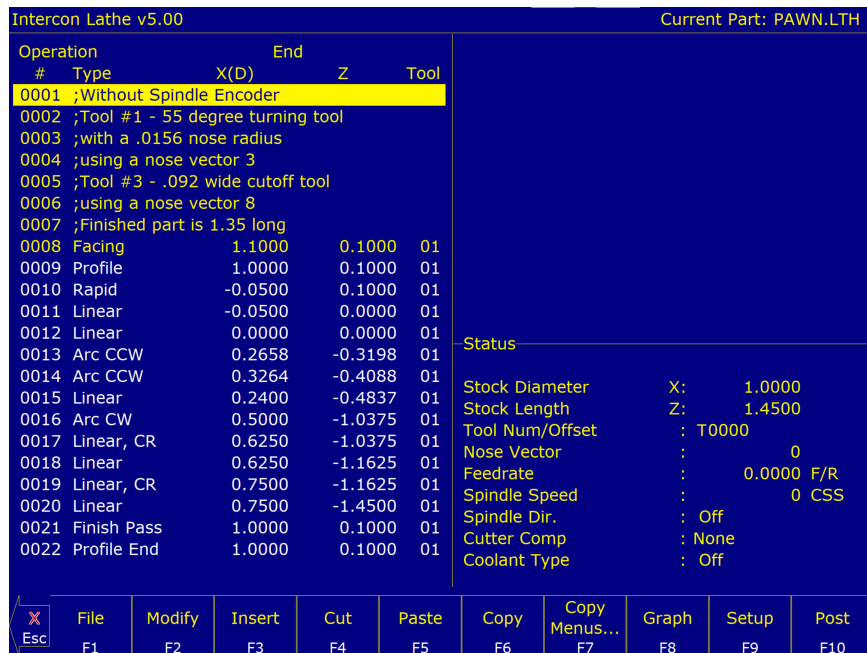 Intercon Lathe v5.00 Current Part: PAWN.LTH
Operation End
# Type X(D) Z Tool
0001 ;Without Spindle Encoder
0002 ;Tool #1 - 55 degree turning tool
0003 ;with a .0156 nose radius
0004 ;using a nose vector 3
0005 ;Tool #3 - .092 wide cutoff tool
0006 ;using a nose vector 8
0007 ;Finished part is 1.35 long
0008 Facing 1.1000 0.1000 01
0009 Profile 1.0000 0.1000 01
0010 Rapid -0.0500 0.1000 01
0011 Linear -0.0500 0.0000 01
0012 Linear 0.0000 0.0000 01
0013 Arc CCW 0.2658 -0.3198 01
0014 Arc CCW 0.3264 -0.4088 01
0015 Linear 0.2400 -0.4837 01
0016 Arc CW 0.5000 -1.0375 01
0017 Linear, CR 0.6250 -1.0375 01
0018 Linear 0.6250 -1.1625 01
0019 Linear, CR 0.7500 -1.1625 01
0020 Linear 0.7500 -1.4500 01
0021 Finish Pass 1.0000 0.1000 01
0022 Profile End 1.0000 0.1000 01
Status
Stock Diameter X: 1.0000
Stock Length Z: 1.4500
Tool Num/Offset : T0000
Nose Vector : 0
Feedrate : 0.0000 F/R
Spindle Speed : 0 CSS
Spindle Dir. : Off
Cutter Comp : None
Coolant Type : Off
X Esc
File F1
Modify F2
Insert F3
Cut F4
Paste F5
Copy F6
Copy Menus... F7
Graph F8
Setup F9
Post F10